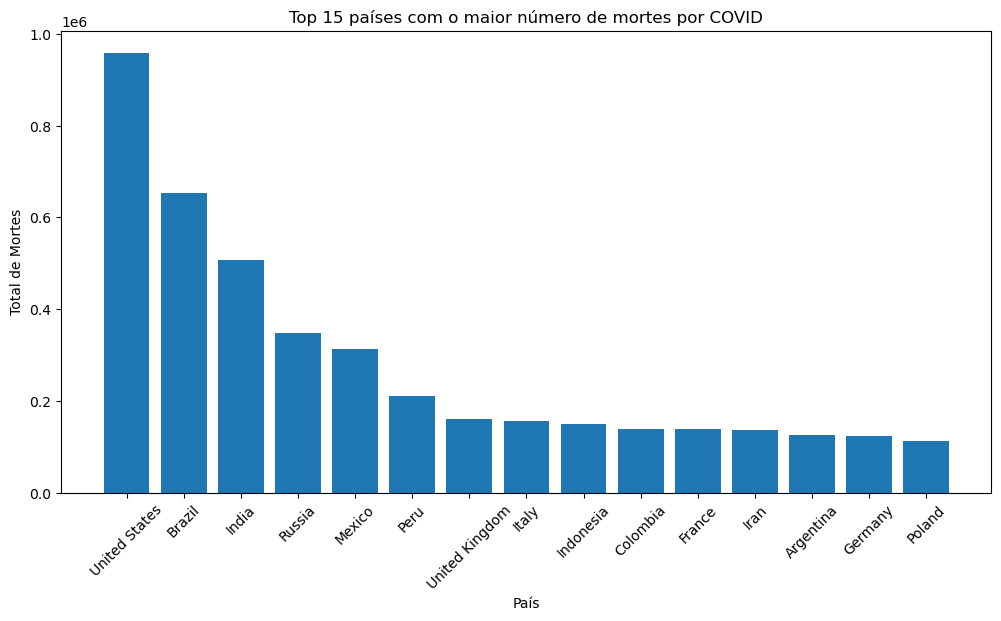 Top 15 países com o maior número de mortes por COVID
1e6
1.0
0.8
0.6
0.4
0.2
0.0
Total de Mortes
United States
Brazil
India
Russia
Mexico
Peru
United Kingdom
Italy
Indonesia
Colombia
France
Iran
Argentina
Germany
Poland
País